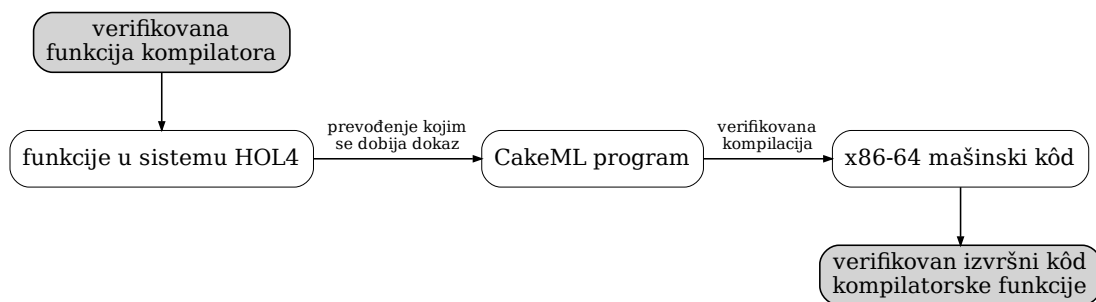 verifikovana
funkcija kompilatora
funkcije u sistemu HOL4
prevođenje kojim
se dobija dokaz
CakeML program
verifikovana
kompilacija
x86-64 mašinski kôd
verifikovan izvršni kôd
kompilatorske funkcije